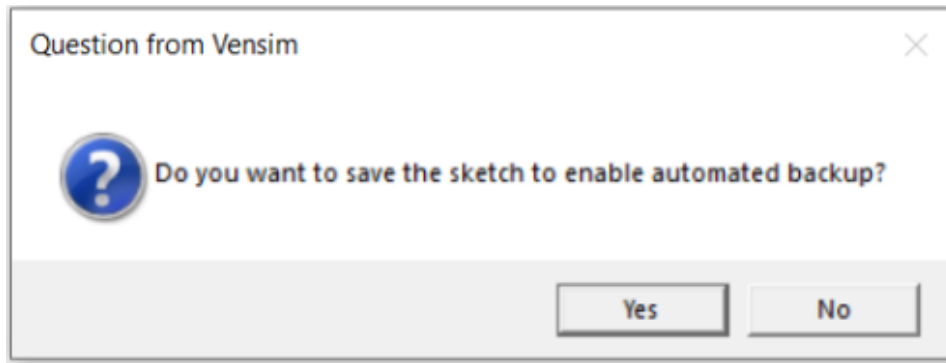 Question from Vensim
Do you want to save the sketch to enable automated backup?
Yes No